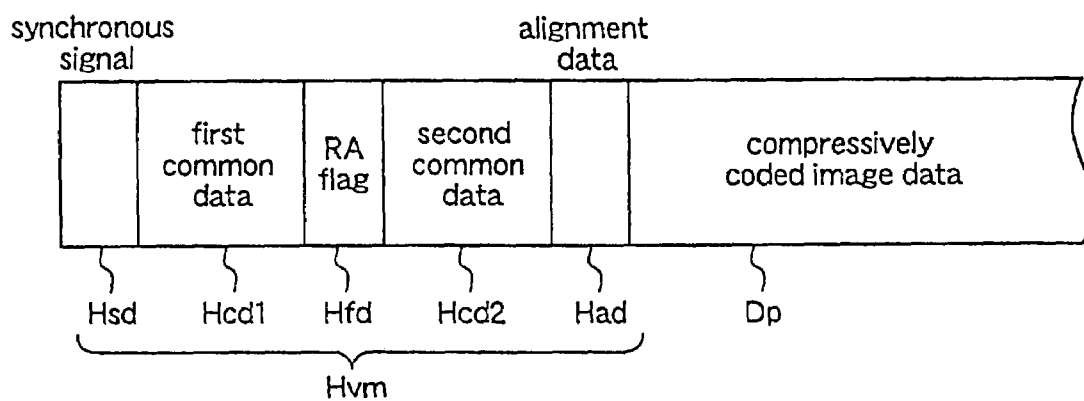 synchronous
signal
alignment
data
first
common
data
RA
flag
second
common
data
compressively
coded image data
Hsd
Hcd1
Hfd
Hcd2
Had
Dp
Hvm